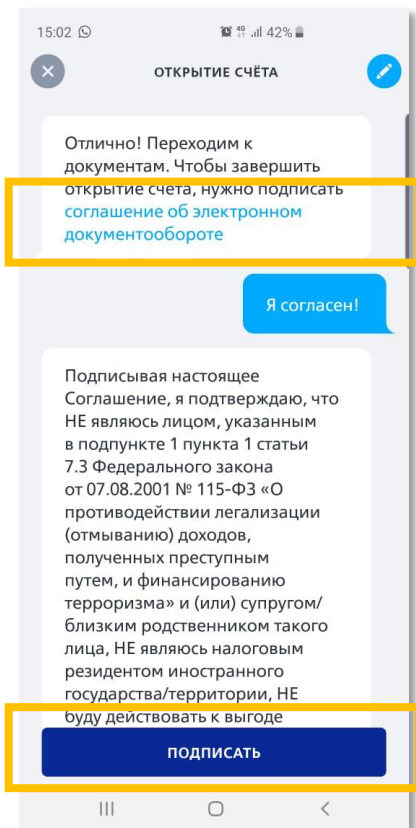 15:02 4G 42%
ОТКРЫТИЕ СЧЁТА
Отлично! Переходим к
документам. Чтобы завершить
открытие счета, нужно подписать
соглашение об электронном
документообороте
Я согласен!
Подписывая настоящее
Соглашение, я подтверждаю, что
НЕ являюсь лицом, указанным
в подпункте 1 пункта 1 статьи
7.3 Федерального закона
от 07.08.2001 № 115-ФЗ «О
противодействии легализации
(отмыванию) доходов,
полученных преступным
путем, и финансированию
терроризма» и (или) супругом/
близким родственником такого
лица, НЕ являюсь налоговым
резидентом иностранного
государства/территории, НЕ
буду действовать к выгоде
ПОДПИСАТЬ